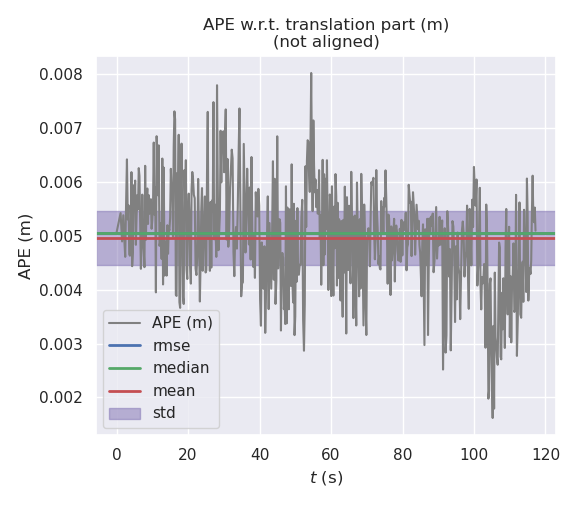 APE w.r.t. translation part (m)
(not aligned)
0.008
0.007
0.006
0.005
0.004
0.003
0.002
APE (m)
APE (m)
rmse
median
mean
std
0 20 40 60 80 100 120
t (s)